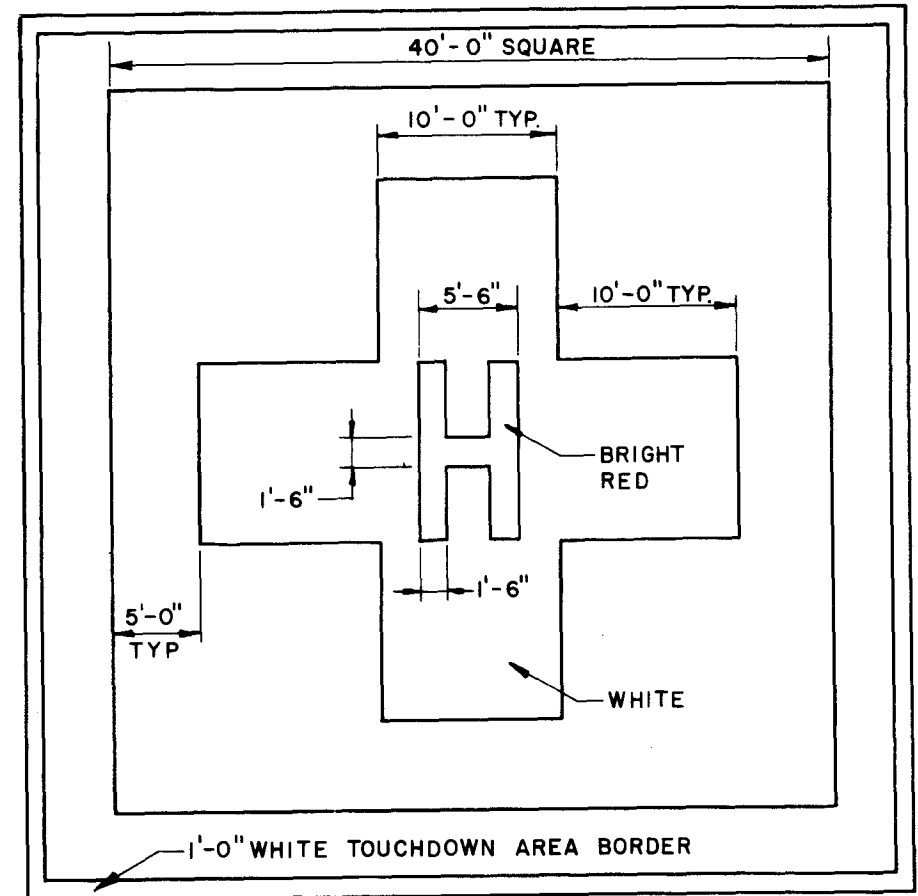 40'-0" SQUARE
10'-0" TYP.
5'-6"
10'-0" TYP.
H
BRIGHT
RED
1'-6"
1'-6"
5'-0"
TYP
WHITE
1'-0" WHITE TOUCHDOWN AREA BORDER